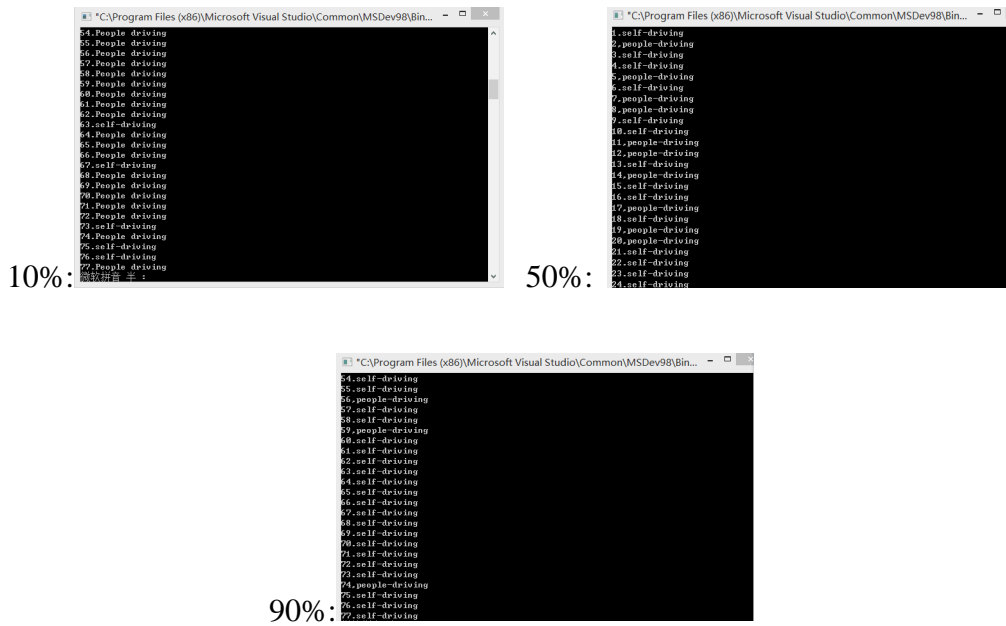 "C:\Program Files (x86)\Microsoft Visual Studio\Common\MSDev98\Bin...
54.People driving
55.People driving
56.People driving
57.People driving
58.People driving
59.People driving
60.People driving
61.People driving
62.People driving
63.self-driving
64.People driving
65.People driving
66.People driving
67.self-driving
68.People driving
69.People driving
70.People driving
71.People driving
72.People driving
73.self-driving
74.People driving
75.self-driving
76.self-driving
77.People driving
微软拼音 半 :
10%:
"C:\Program Files (x86)\Microsoft Visual Studio\Common\MSDev98\Bin...
1.self-driving
2,people-driving
3.self-driving
4.self-driving
5,people-driving
6.self-driving
7,people-driving
8,people-driving
9.self-driving
10.self-driving
11,people-driving
12,people-driving
13.self-driving
14,people-driving
15.self-driving
16.self-driving
17,people-driving
18.self-driving
19,people-driving
20,people-driving
21.self-driving
22.self-driving
23.self-driving
24.self-driving
50%:
"C:\Program Files (x86)\Microsoft Visual Studio\Common\MSDev98\Bin...
54.self-driving
55.self-driving
56,people-driving
57.self-driving
58.self-driving
59,people-driving
60.self-driving
61.self-driving
62.self-driving
63.self-driving
64.self-driving
65.self-driving
66.self-driving
67.self-driving
68.self-driving
69.self-driving
70.self-driving
71.self-driving
72.self-driving
73.self-driving
74,people-driving
75.self-driving
76.self-driving
77.self-driving
90%: